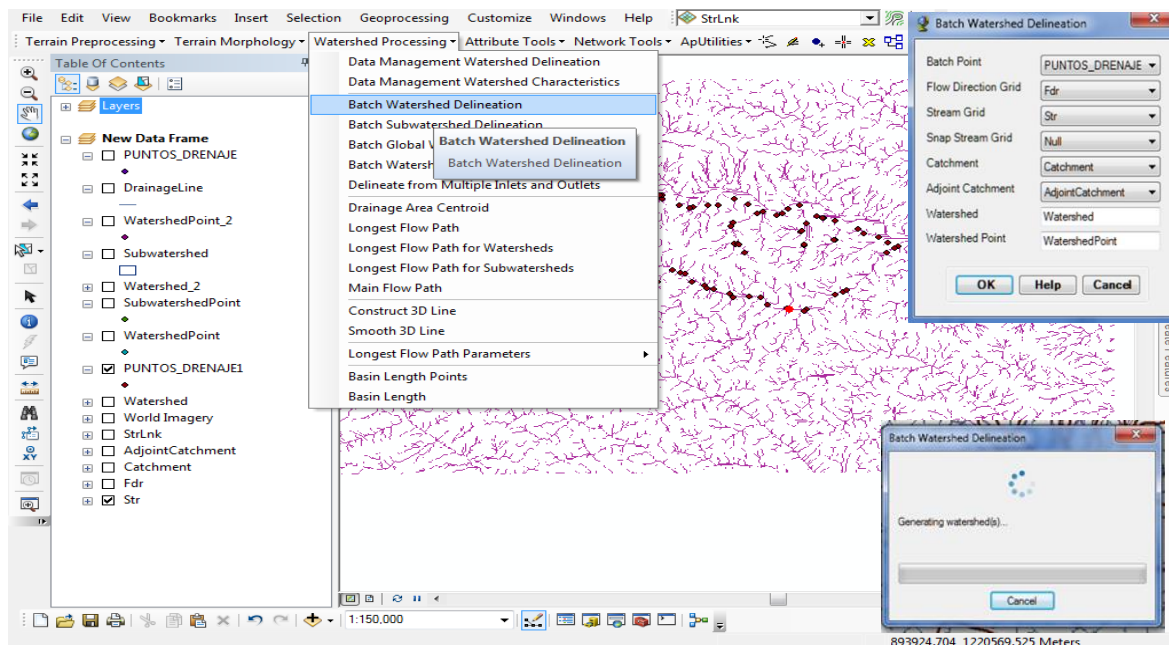 File Edit View Bookmarks Insert Selection Geoprocessing Customize Windows Help StrLnk
Terrain Preprocessing Terrain Morphology Watershed Processing Attribute Tools Network Tools ApUtilities
Table Of Contents
Layers
New Data Frame
PUNTOS_DRENAJE
DrainageLine
WatershedPoint_2
Subwatershed
Watershed_2
SubwatershedPoint
WatershedPoint
PUNTOS_DRENAJE1
Watershed
World Imagery
StrLnk
AdjointCatchment
Catchment
Fdr
Str
Data Management Watershed Delineation
Data Management Watershed Characteristics
Batch Watershed Delineation
Batch Subwatershed Delineation
Batch Global W
Batch Watersh
Delineate from Multiple Inlets and Outlets
Drainage Area Centroid
Longest Flow Path
Longest Flow Path for Watersheds
Longest Flow Path for Subwatersheds
Main Flow Path
Construct 3D Line
Smooth 3D Line
Longest Flow Path Parameters
Basin Length Points
Basin Length
Batch Watershed Delineation
Batch Watershed Delineation
Batch Watershed Delineation
Batch Point PUNTOS_DRENAJE
Flow Direction Grid Fdr
Stream Grid Str
Snap Stream Grid Null
Catchment Catchment
Adjoint Catchment AdjointCatchment
Watershed Watershed
Watershed Point WatershedPoint
OK Help Cancel
Batch Watershed Delineation
Generating watershed(s)...
Cancel
1:150,000
893924,704 1220569,525 Meters